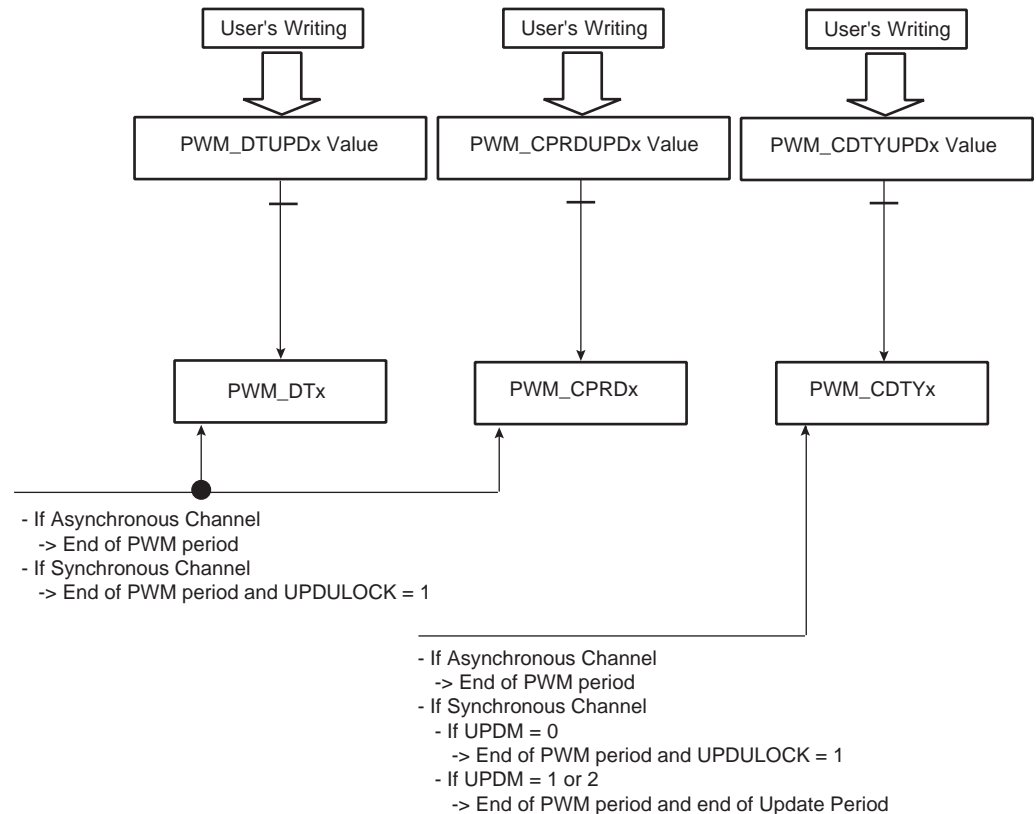 User's Writing
User's Writing
User's Writing
PWM_DTUPDx Value
PWM_CPRDUPDx Value
PWM_CDTYUPDx Value
PWM_DTx
PWM_CPRDx
PWM_CDTYx
- If Asynchronous Channel
-> End of PWM period
- If Synchronous Channel
-> End of PWM period and UPDULOCK = 1
- If Asynchronous Channel
-> End of PWM period
- If Synchronous Channel
- If UPDM = 0
-> End of PWM period and UPDULOCK = 1
- If UPDM = 1 or 2
-> End of PWM period and end of Update Period